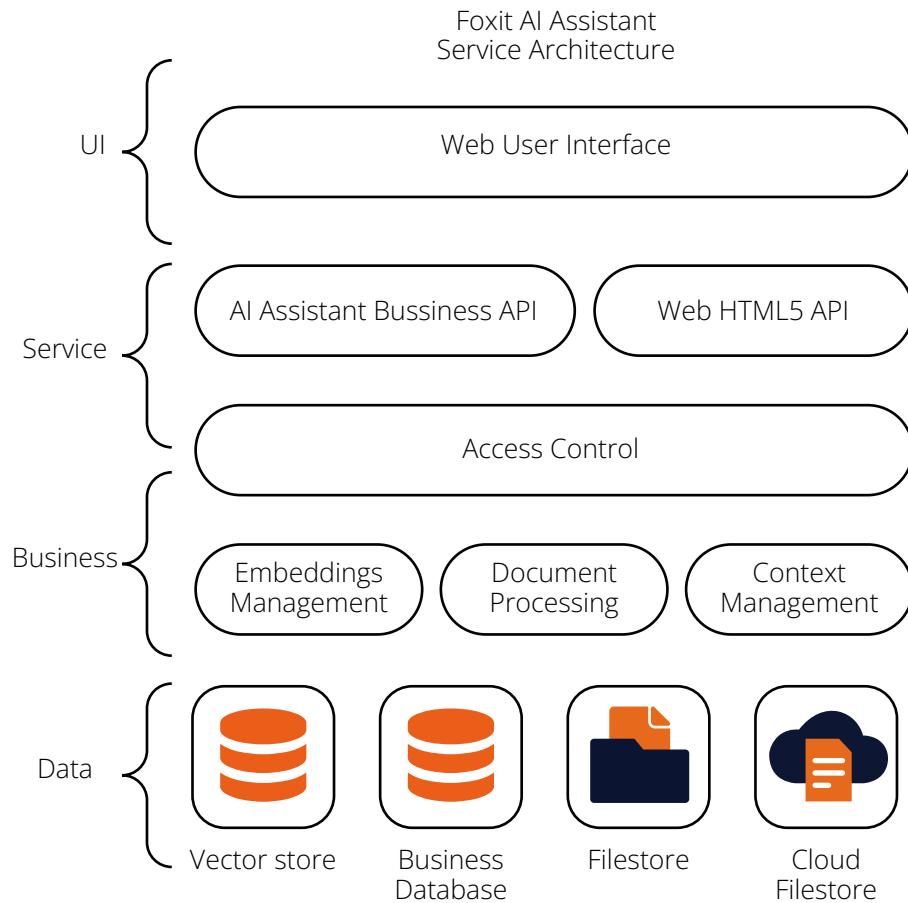 Foxit AI Assistant
Service Architecture
UI
Web User Interface
Service
AI Assistant Bussiness API
Web HTML5 API
Access Control
Business
Embeddings
Management
Document
Processing
Context
Management
Data
Vector store
Business
Database
Filestore
Cloud
Filestore